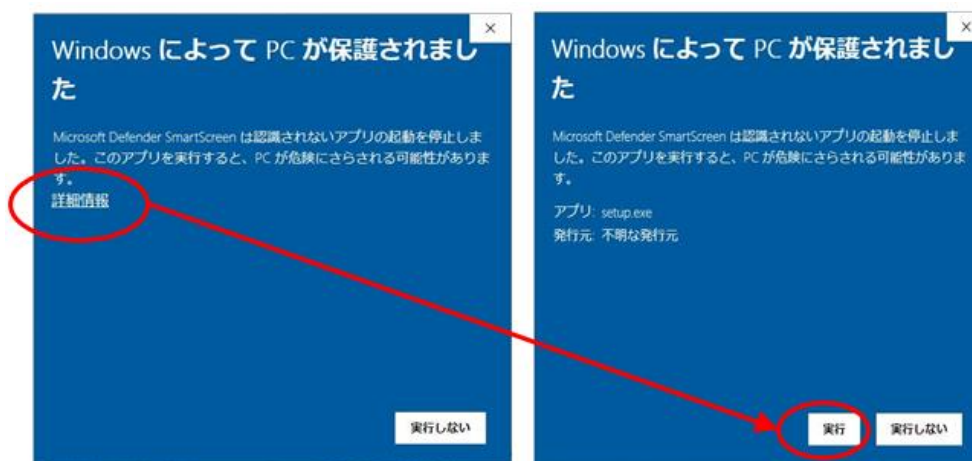 ×
Windows によって PC が保護されまし
た
Microsoft Defender SmartScreen は認識されないアプリの起動を停止しま
した。このアプリを実行すると、PC が危険にさらされる可能性がありま
す。
詳細情報
実行しない
×
Windows によって PC が保護されまし
た
Microsoft Defender SmartScreen は認識されないアプリの起動を停止しま
した。このアプリを実行すると、PC が危険にさらされる可能性がありま
す。
アプリ: setup.exe
発行元: 不明な発行元
実行 実行しない